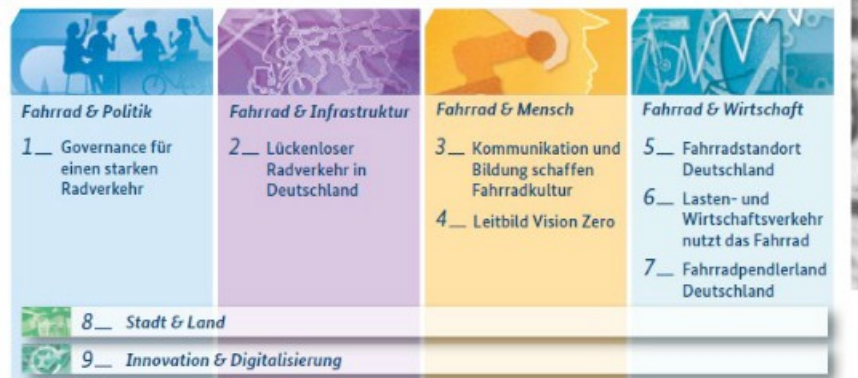 Fahrrad & Politik
1__ Governance für
einen starken
Radverkehr
Fahrrad & Infrastruktur
2__ Lückenloser
Radverkehr in
Deutschland
Fahrrad & Mensch
3__ Kommunikation und
Bildung schaffen
Fahrradkultur
4__ Leitbild Vision Zero
Fahrrad & Wirtschaft
5__ Fahrradstandort
Deutschland
6__ Lasten- und
Wirtschaftsverkehr
nutzt das Fahrrad
7__ Fahrradpendlerland
Deutschland
8__ Stadt & Land
9__ Innovation & Digitalisierung